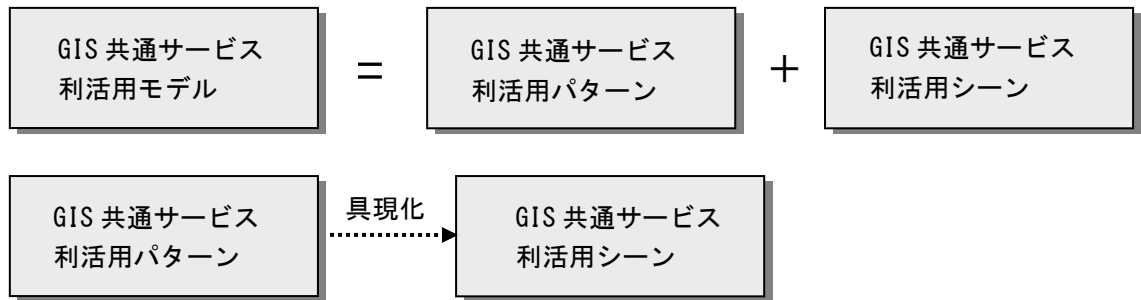 GIS 共通サービス
利活用モデル
=
GIS 共通サービス
利活用パターン
+
GIS 共通サービス
利活用シーン
GIS 共通サービス
利活用パターン
具現化
GIS 共通サービス
利活用シーン